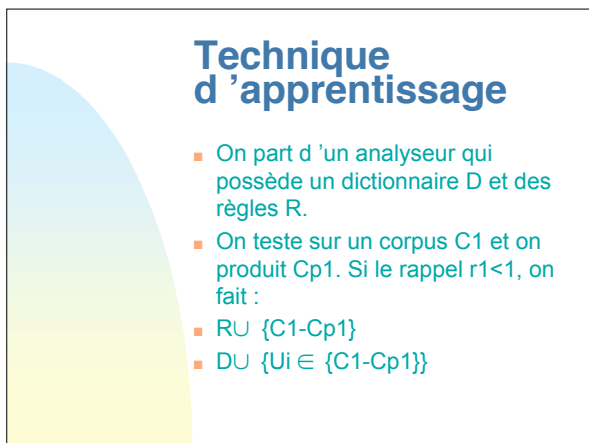 Technique
d ’apprentissage
■ On part d ’un analyseur qui
possède un dictionnaire D et des
règles R.
■ On teste sur un corpus C1 et on
produit Cp1. Si le rappel r1<1, on
fait :
■ R∪ {C1-Cp1}
■ D∪ {Ui ∈ {C1-Cp1}}